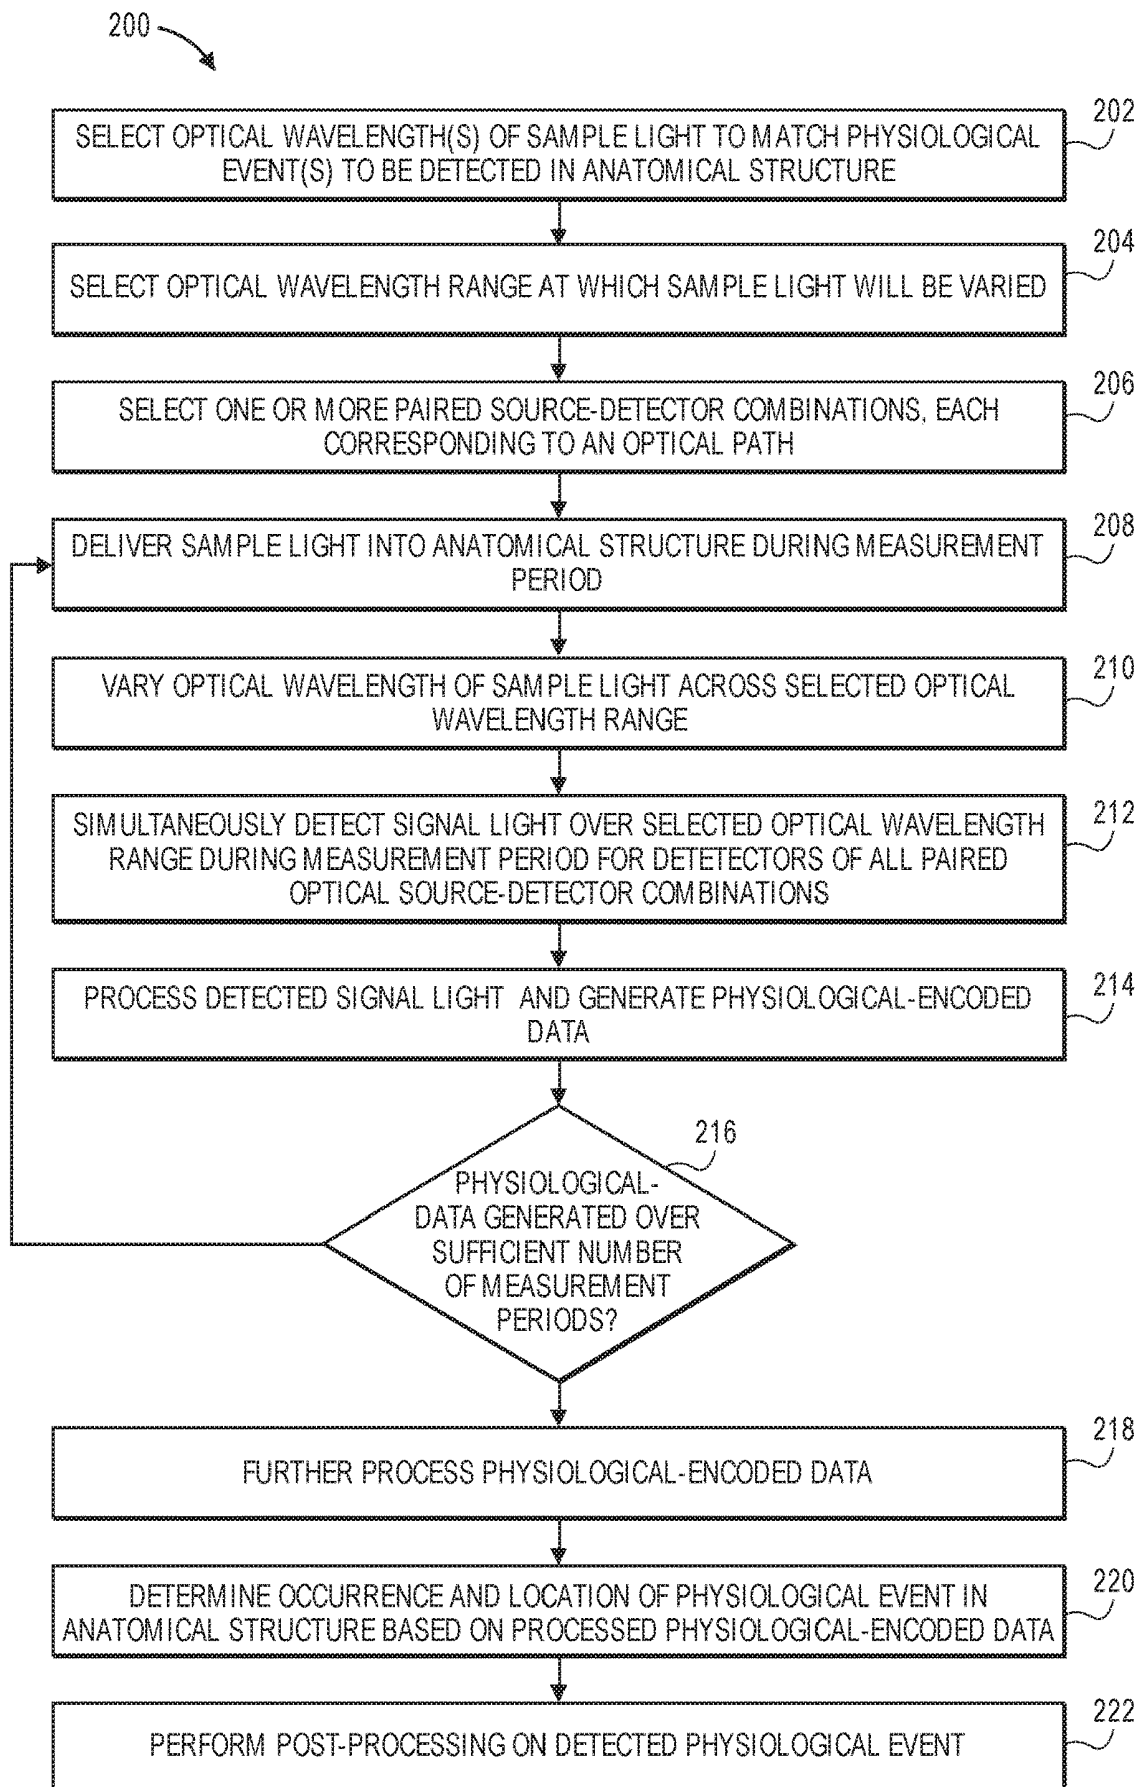 200
SELECT OPTICAL WAVELENGTH(S) OF SAMPLE LIGHT TO MATCH PHYSIOLOGICAL
EVENT(S) TO BE DETECTED IN ANATOMICAL STRUCTURE
202
SELECT OPTICAL WAVELENGTH RANGE AT WHICH SAMPLE LIGHT WILL BE VARIED
204
SELECT ONE OR MORE PAIRED SOURCE-DETECTOR COMBINATIONS, EACH
CORRESPONDING TO AN OPTICAL PATH
206
DELIVER SAMPLE LIGHT INTO ANATOMICAL STRUCTURE DURING MEASUREMENT
PERIOD
208
VARY OPTICAL WAVELENGTH OF SAMPLE LIGHT ACROSS SELECTED OPTICAL
WAVELENGTH RANGE
210
SIMULTANEOUSLY DETECT SIGNAL LIGHT OVER SELECTED OPTICAL WAVELENGTH
RANGE DURING MEASUREMENT PERIOD FOR DETETECTORS OF ALL PAIRED
OPTICAL SOURCE-DETECTOR COMBINATIONS
212
PROCESS DETECTED SIGNAL LIGHT AND GENERATE PHYSIOLOGICAL-ENCODED
DATA
214
216
PHYSIOLOGICAL-
DATA GENERATED OVER
SUFFICIENT NUMBER
OF MEASUREMENT
PERIODS?
FURTHER PROCESS PHYSIOLOGICAL-ENCODED DATA
218
DETERMINE OCCURRENCE AND LOCATION OF PHYSIOLOGICAL EVENT IN
ANATOMICAL STRUCTURE BASED ON PROCESSED PHYSIOLOGICAL-ENCODED DATA
220
PERFORM POST-PROCESSING ON DETECTED PHYSIOLOGICAL EVENT
222